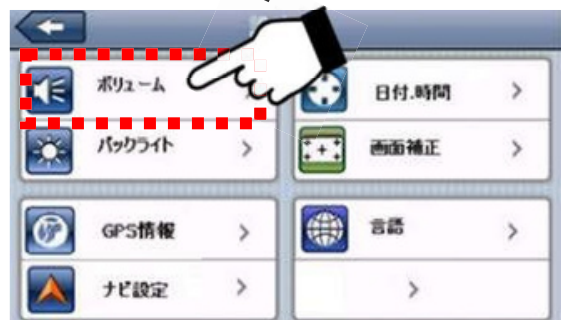 ボリューム
日付.時間
バックライト
画面補正
GPS情報
言語
ナビ設定